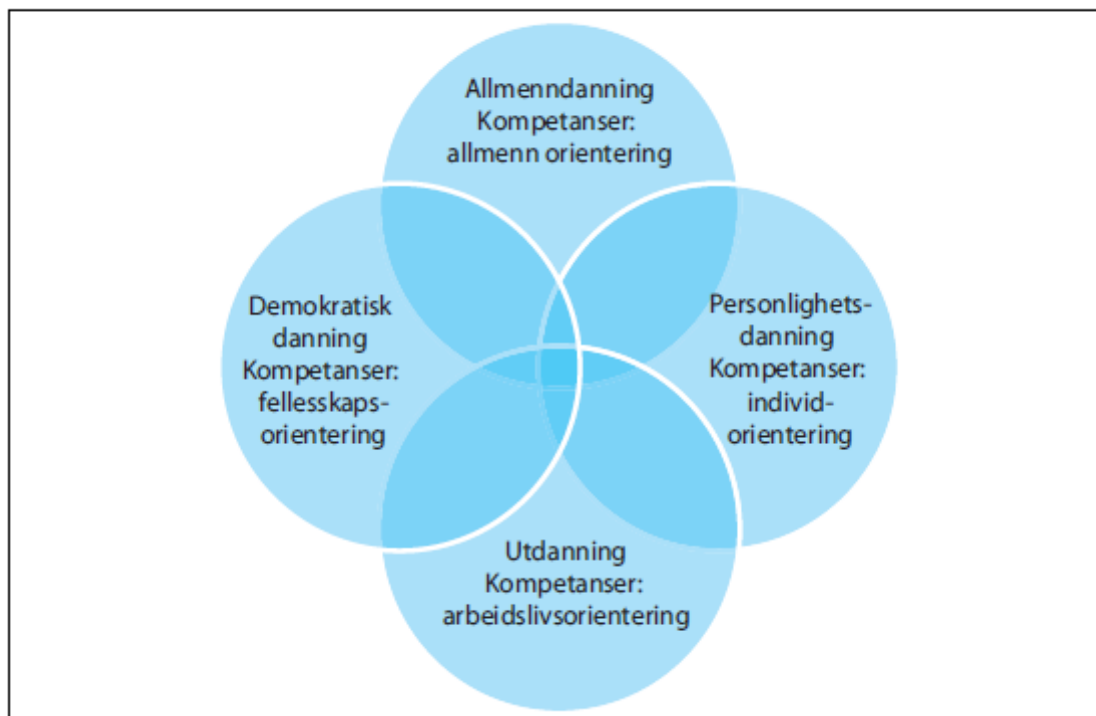 Allmenndanning
Kompetanser:
allmenn orientering
Demokratisk
danning
Kompetanser:
fellesskaps-
orientering
Personlighets-
danning
Kompetanser:
individ-
orientering
Utdanning
Kompetanser:
arbeidslivsorientering